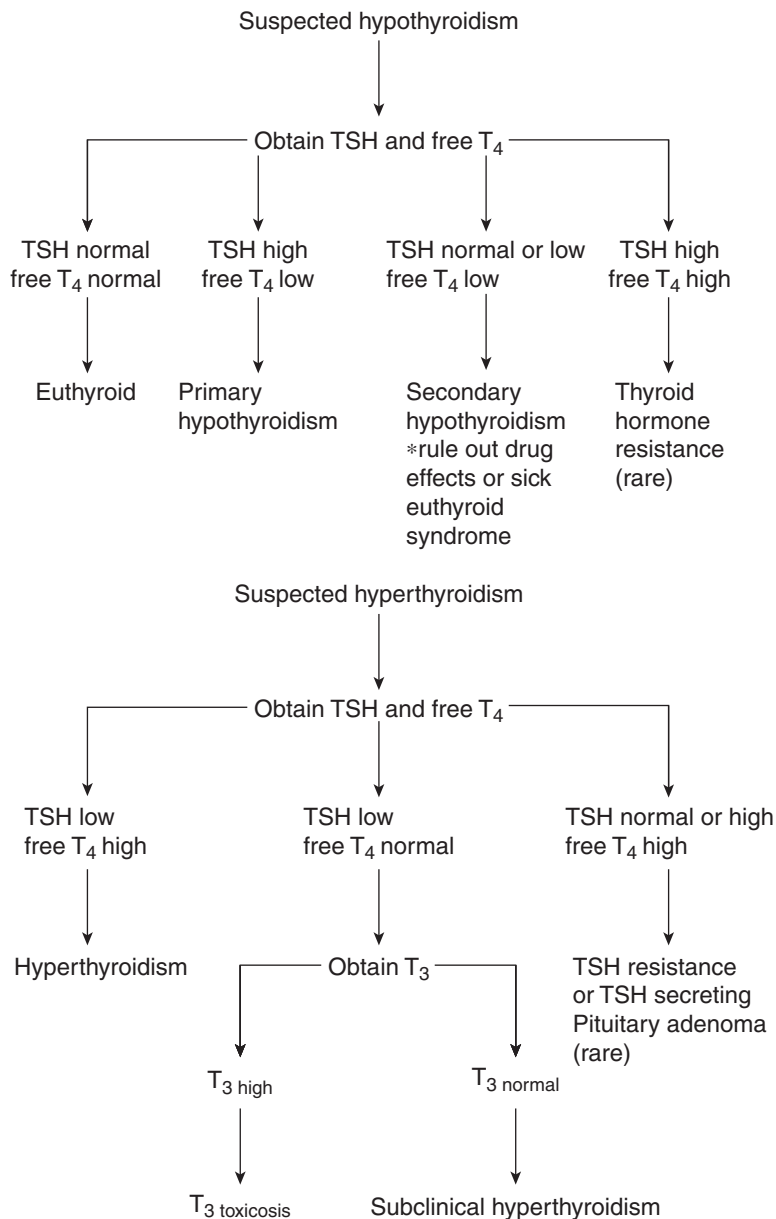 Suspected hypothyroidism
Obtain TSH and free T4
TSH normal
free T4 normal
TSH high
free T4 low
TSH normal or low
free T4 low
TSH high
free T4 high
Euthyroid
Primary
hypothyroidism
Secondary
hypothyroidism
*rule out drug
effects or sick
euthyroid
syndrome
Thyroid
hormone
resistance
(rare)
Suspected hyperthyroidism
Obtain TSH and free T4
TSH low
free T4 high
TSH low
free T4 normal
TSH normal or high
free T4 high
Hyperthyroidism
Obtain T3
TSH resistance
or TSH secreting
Pituitary adenoma
(rare)
T3 high
T3 normal
T3 toxicosis
Subclinical hyperthyroidism